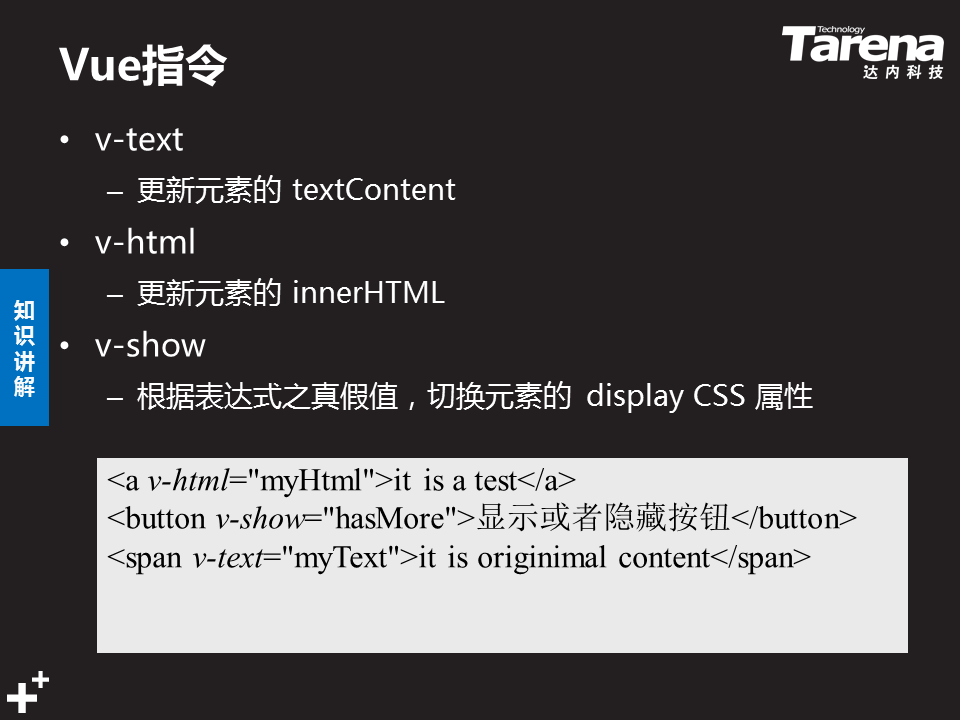 Vue指令
Technology
Tarena
达内科技
• v-text
– 更新元素的 textContent
• v-html
– 更新元素的 innerHTML
• v-show
– 根据表达式之真假值，切换元素的 display CSS 属性
知识讲解
<a v-html="myHtml">it is a test</a>
<button v-show="hasMore">显示或者隐藏按钮</button>
<span v-text="myText">it is originimal content</span>